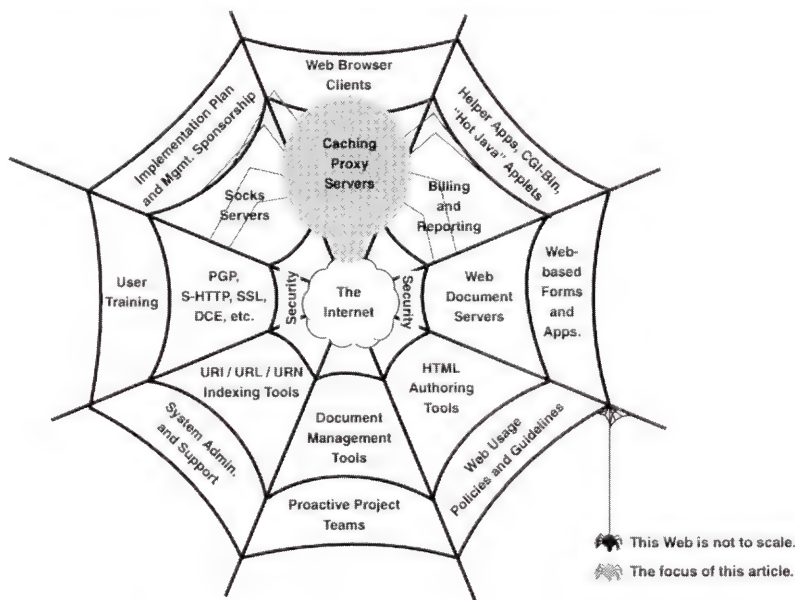 Web Browser
Clients
Implementation Plan
and Mgmt. Sponsorship
Helper Apps, CGI-Bin,
"Hot Java" Applets
Caching
Proxy
Servers
Socks
Servers
Billing
and
Reporting
User
Training
PGP,
S-HTTP, SSL,
DCE, etc.
Security
The
Internet
Security
Web
Document
Servers
Web-
based
Forms
and
Apps.
URI / URL / URN
Indexing Tools
HTML
Authoring
Tools
System Admin.
and Support
Document
Management
Tools
Web Usage
Policies and Guidelines
Proactive Project
Teams
This Web is not to scale.
The focus of this article.